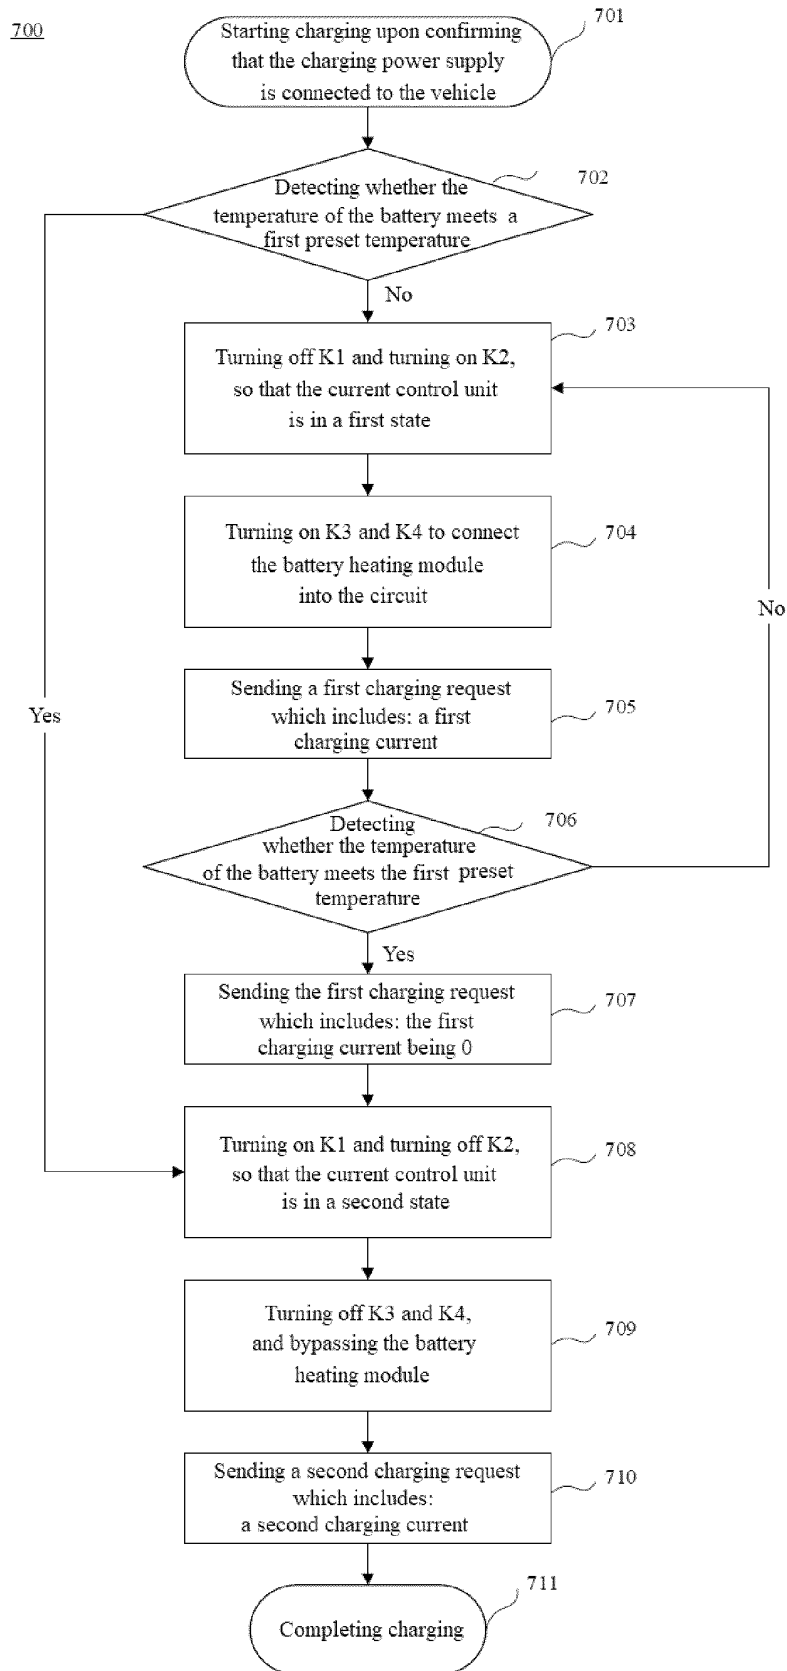 700
Starting charging upon confirming
that the charging power supply
is connected to the vehicle
701
Detecting whether the
temperature of the battery meets a
first preset temperature
702
No
Turning off K1 and turning on K2,
so that the current control unit
is in a first state
703
Turning on K3 and K4 to connect
the battery heating module
into the circuit
704
No
Sending a first charging request
which includes: a first
charging current
705
Yes
Detecting
whether the temperature
of the battery meets the first preset
temperature
706
Yes
Sending the first charging request
which includes: the first
charging current being 0
707
Turning on K1 and turning off K2,
so that the current control unit
is in a second state
708
Turning off K3 and K4,
and bypassing the battery
heating module
709
Sending a second charging request
which includes:
a second charging current
710
Completing charging
711